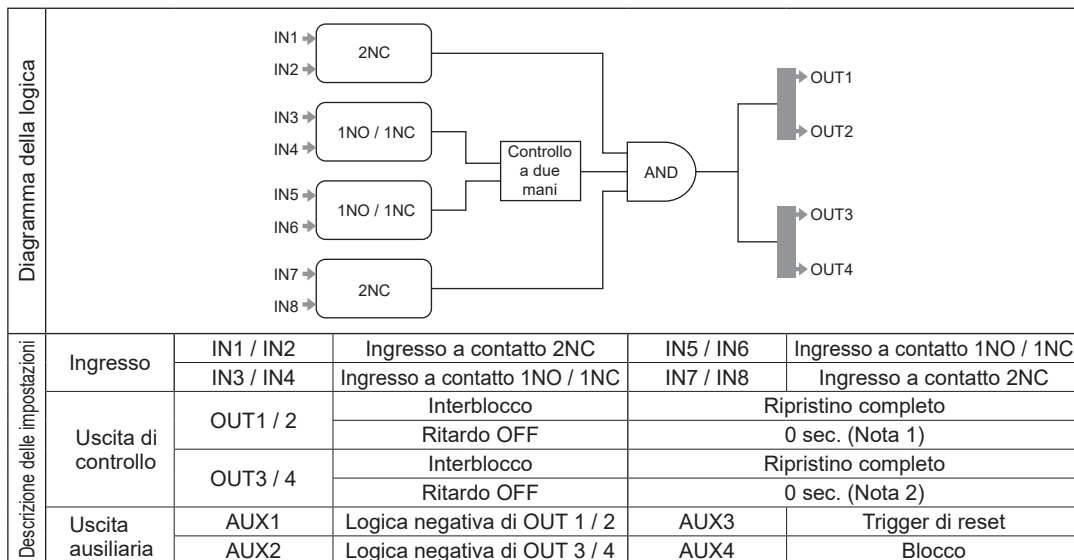 Diagramma della logica
IN1
IN2
2NC
IN3
IN4
1NO / 1NC
IN5
IN6
1NO / 1NC
IN7
IN8
2NC
Controllo
a due
mani
AND
OUT1
OUT2
OUT3
OUT4
Descrizione delle impostazioni
Ingresso
IN1 / IN2 Ingresso a contatto 2NC IN5 / IN6 Ingresso a contatto 1NO / 1NC
IN3 / IN4 Ingresso a contatto 1NO / 1NC IN7 / IN8 Ingresso a contatto 2NC
Uscita di
controllo
OUT1 / 2
Interblocco Ripristino completo
Ritardo OFF 0 sec. (Nota 1)
OUT3 / 4
Interblocco Ripristino completo
Ritardo OFF 0 sec. (Nota 2)
Uscita
ausiliaria
AUX1 Logica negativa di OUT 1 / 2 AUX3 Trigger di reset
AUX2 Logica negativa di OUT 3 / 4 AUX4 Blocco